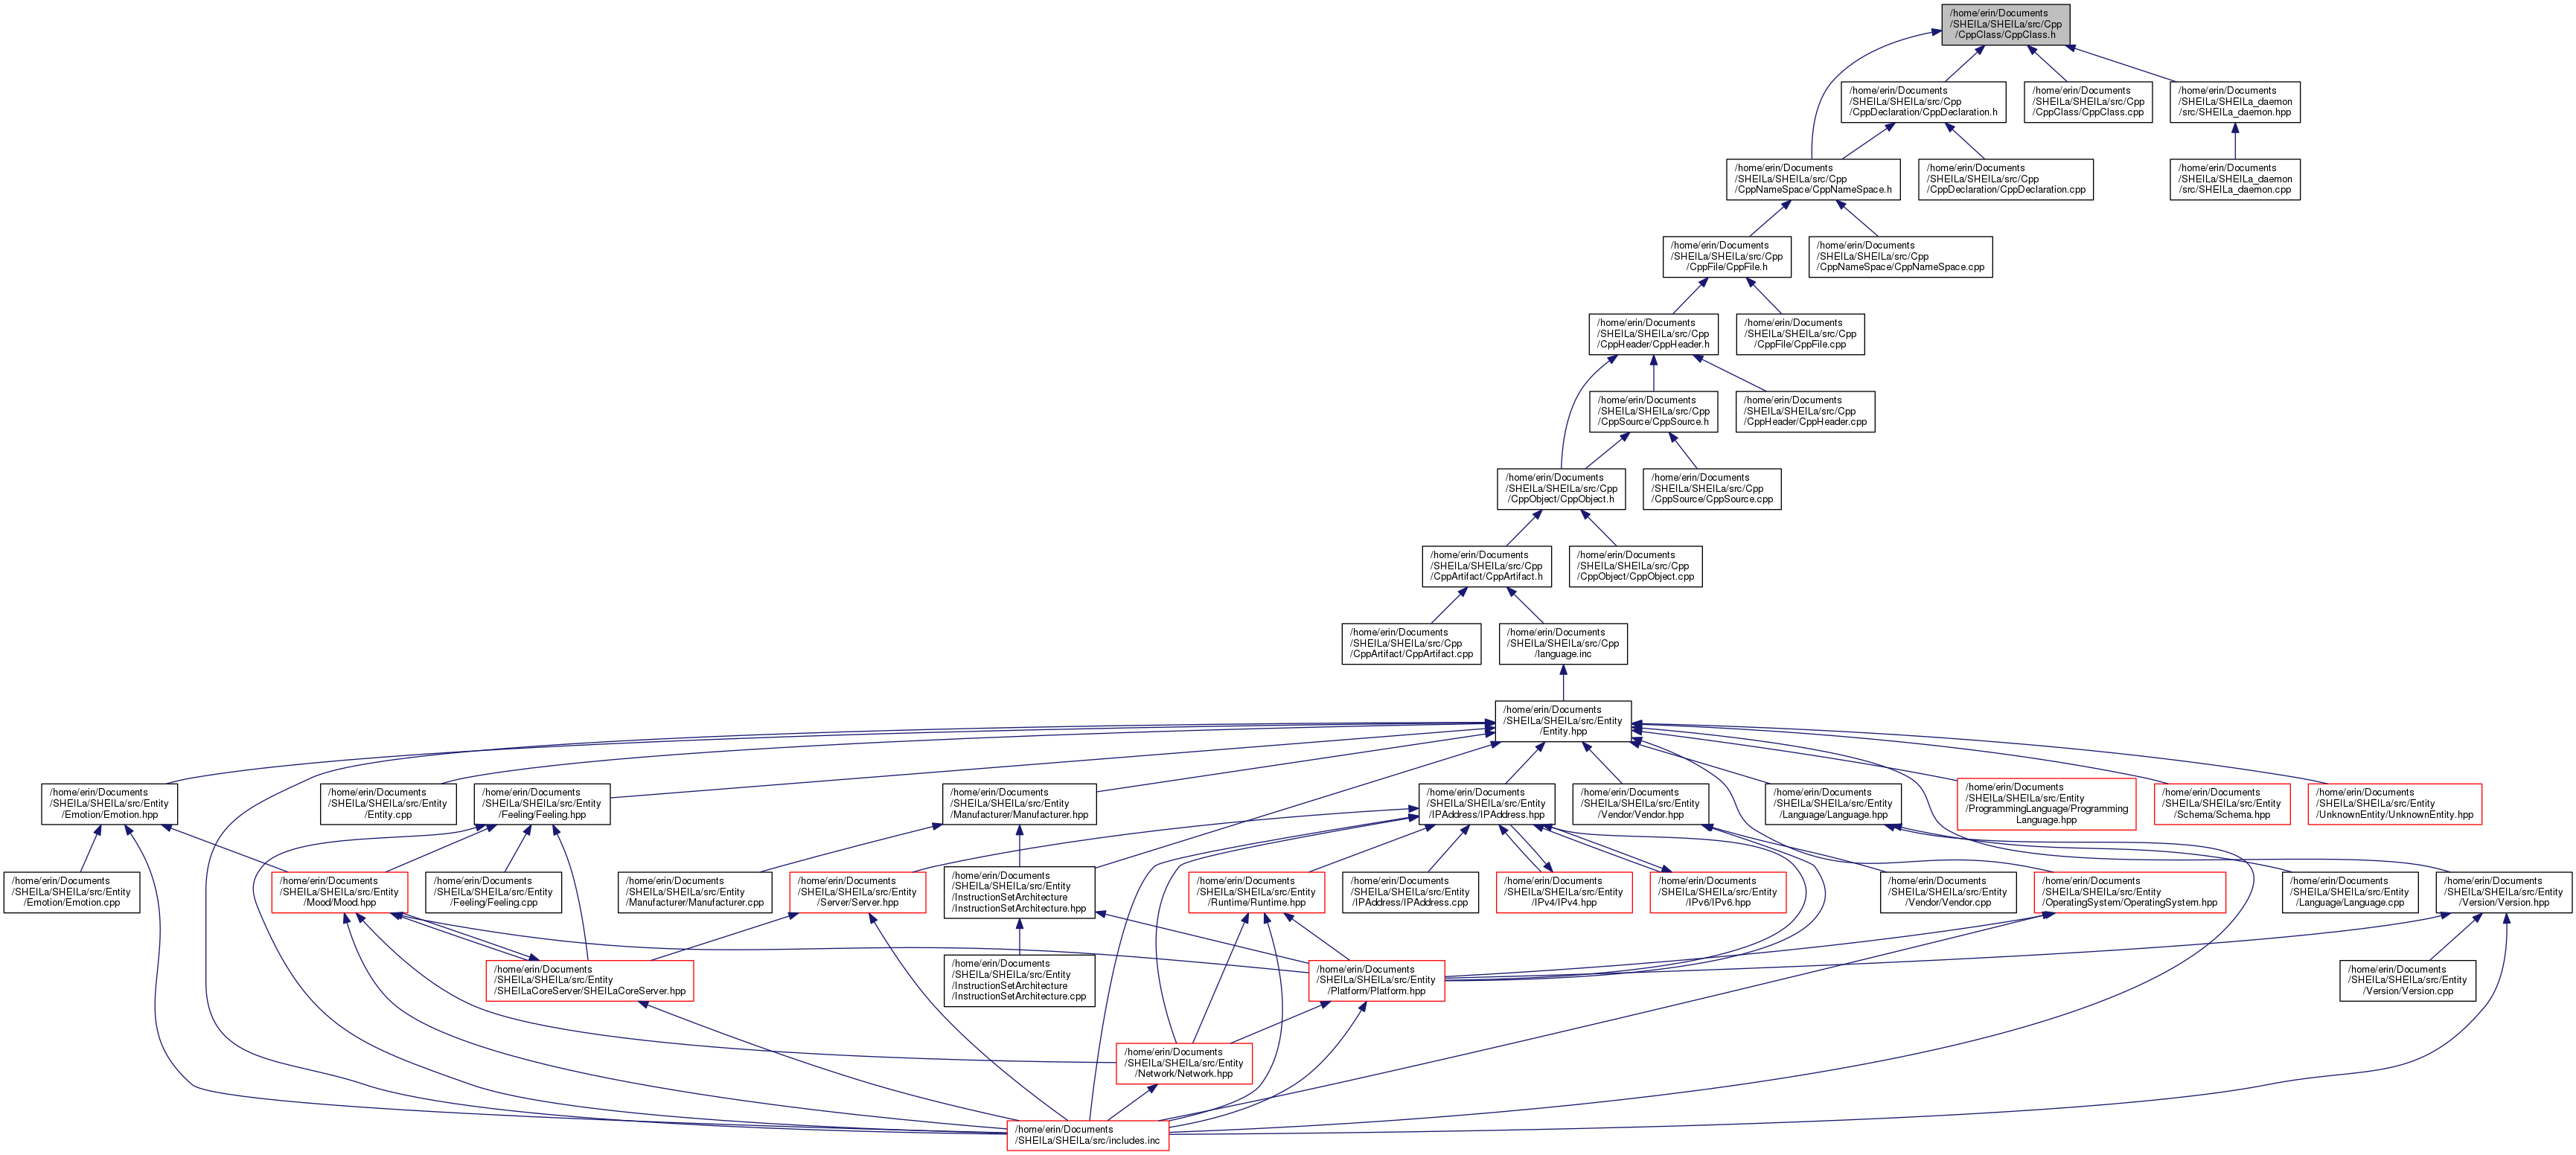 /home/erin/Documents
/SHEILa/SHEILa/src/Cpp
/CppClass/CppClass.h
/home/erin/Documents
/SHEILa/SHEILa/src/Cpp
/CppDeclaration/CppDeclaration.h
/home/erin/Documents
/SHEILa/SHEILa/src/Cpp
/CppClass/CppClass.cpp
/home/erin/Documents
/SHEILa/SHEILa_daemon
/src/SHEILa_daemon.hpp
/home/erin/Documents
/SHEILa/SHEILa/src/Cpp
/CppNameSpace/CppNameSpace.h
/home/erin/Documents
/SHEILa/SHEILa/src/Cpp
/CppDeclaration/CppDeclaration.cpp
/home/erin/Documents
/SHEILa/SHEILa_daemon
/src/SHEILa_daemon.cpp
/home/erin/Documents
/SHEILa/SHEILa/src/Cpp
/CppFile/CppFile.h
/home/erin/Documents
/SHEILa/SHEILa/src/Cpp
/CppNameSpace/CppNameSpace.cpp
/home/erin/Documents
/SHEILa/SHEILa/src/Cpp
/CppHeader/CppHeader.h
/home/erin/Documents
/SHEILa/SHEILa/src/Cpp
/CppFile/CppFile.cpp
/home/erin/Documents
/SHEILa/SHEILa/src/Cpp
/CppSource/CppSource.h
/home/erin/Documents
/SHEILa/SHEILa/src/Cpp
/CppHeader/CppHeader.cpp
/home/erin/Documents
/SHEILa/SHEILa/src/Cpp
/CppObject/CppObject.h
/home/erin/Documents
/SHEILa/SHEILa/src/Cpp
/CppSource/CppSource.cpp
/home/erin/Documents
/SHEILa/SHEILa/src/Cpp
/CppArtifact/CppArtifact.h
/home/erin/Documents
/SHEILa/SHEILa/src/Cpp
/CppObject/CppObject.cpp
/home/erin/Documents
/SHEILa/SHEILa/src/Cpp
/CppArtifact/CppArtifact.cpp
/home/erin/Documents
/SHEILa/SHEILa/src/Cpp
/language.inc
/home/erin/Documents
/SHEILa/SHEILa/src/Entity
/Entity.hpp
/home/erin/Documents
/SHEILa/SHEILa/src/Entity
/Emotion/Emotion.hpp
/home/erin/Documents
/SHEILa/SHEILa/src/Entity
/Entity.cpp
/home/erin/Documents
/SHEILa/SHEILa/src/Entity
/Feeling/Feeling.hpp
/home/erin/Documents
/SHEILa/SHEILa/src/Entity
/Manufacturer/Manufacturer.hpp
/home/erin/Documents
/SHEILa/SHEILa/src/Entity
/IPAddress/IPAddress.hpp
/home/erin/Documents
/SHEILa/SHEILa/src/Entity
/Vendor/Vendor.hpp
/home/erin/Documents
/SHEILa/SHEILa/src/Entity
/Language/Language.hpp
/home/erin/Documents
/SHEILa/SHEILa/src/Entity
/ProgrammingLanguage/Programming
Language.hpp
/home/erin/Documents
/SHEILa/SHEILa/src/Entity
/Schema/Schema.hpp
/home/erin/Documents
/SHEILa/SHEILa/src/Entity
/UnknownEntity/UnknownEntity.hpp
/home/erin/Documents
/SHEILa/SHEILa/src/Entity
/Emotion/Emotion.cpp
/home/erin/Documents
/SHEILa/SHEILa/src/Entity
/Mood/Mood.hpp
/home/erin/Documents
/SHEILa/SHEILa/src/Entity
/Feeling/Feeling.cpp
/home/erin/Documents
/SHEILa/SHEILa/src/Entity
/Manufacturer/Manufacturer.cpp
/home/erin/Documents
/SHEILa/SHEILa/src/Entity
/Server/Server.hpp
/home/erin/Documents
/SHEILa/SHEILa/src/Entity
/InstructionSetArchitecture
/InstructionSetArchitecture.hpp
/home/erin/Documents
/SHEILa/SHEILa/src/Entity
/Runtime/Runtime.hpp
/home/erin/Documents
/SHEILa/SHEILa/src/Entity
/IPAddress/IPAddress.cpp
/home/erin/Documents
/SHEILa/SHEILa/src/Entity
/IPv4/IPv4.hpp
/home/erin/Documents
/SHEILa/SHEILa/src/Entity
/IPv6/IPv6.hpp
/home/erin/Documents
/SHEILa/SHEILa/src/Entity
/Vendor/Vendor.cpp
/home/erin/Documents
/SHEILa/SHEILa/src/Entity
/OperatingSystem/OperatingSystem.hpp
/home/erin/Documents
/SHEILa/SHEILa/src/Entity
/Language/Language.cpp
/home/erin/Documents
/SHEILa/SHEILa/src/Entity
/Version/Version.hpp
/home/erin/Documents
/SHEILa/SHEILa/src/Entity
/SHEILaCoreServer/SHEILaCoreServer.hpp
/home/erin/Documents
/SHEILa/SHEILa/src/Entity
/InstructionSetArchitecture
/InstructionSetArchitecture.cpp
/home/erin/Documents
/SHEILa/SHEILa/src/Entity
/Platform/Platform.hpp
/home/erin/Documents
/SHEILa/SHEILa/src/Entity
/Version/Version.cpp
/home/erin/Documents
/SHEILa/SHEILa/src/Entity
/Network/Network.hpp
/home/erin/Documents
/SHEILa/SHEILa/src/includes.inc